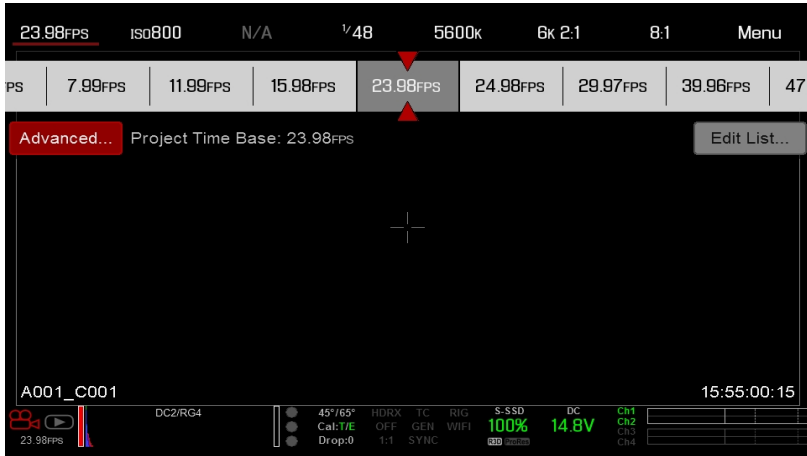 23.98FPS ISO800 N/A 1/48 5600K 6K 2:1 8:1 Menu
PS 7.99FPS 11.99FPS 15.98FPS 23.98FPS 24.98FPS 29.97FPS 39.96FPS 47
Advanced... Project Time Base: 23.98FPS Edit List...
A001_C001 15:55:00:15
DC2/RG4 45°/65° HDRX TC RIG S-SSD DC Ch1
Cal:T/E OFF GEN WIFI 100% 14.8V Ch2
23.98FPS Drop:0 1:1 SYNC R3D ProRes Ch3
Ch4